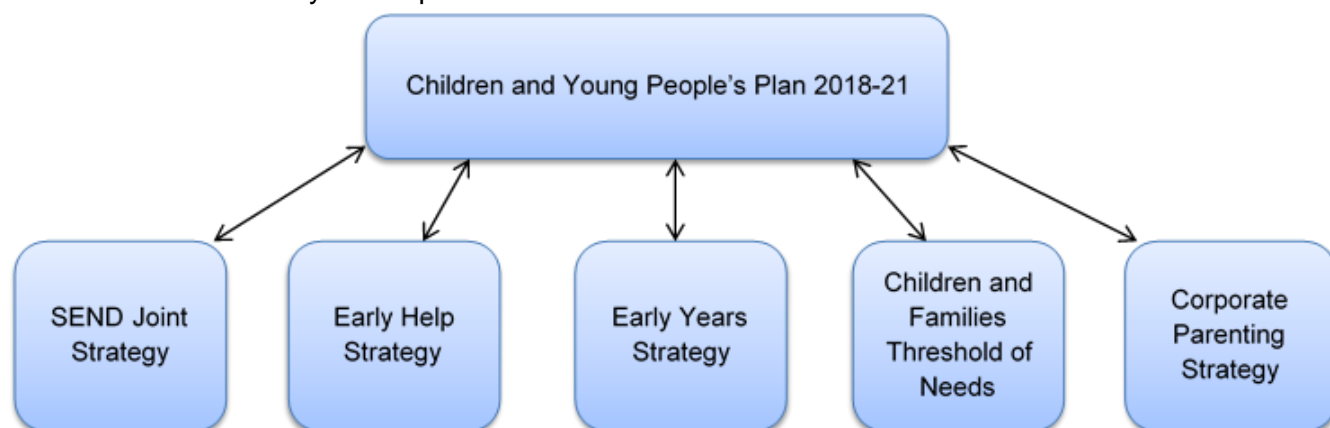 Children and Young People's Plan 2018-21
SEND Joint
Strategy
Early Help
Strategy
Early Years
Strategy
Children and
Families
Threshold of
Needs
Corporate
Parenting
Strategy